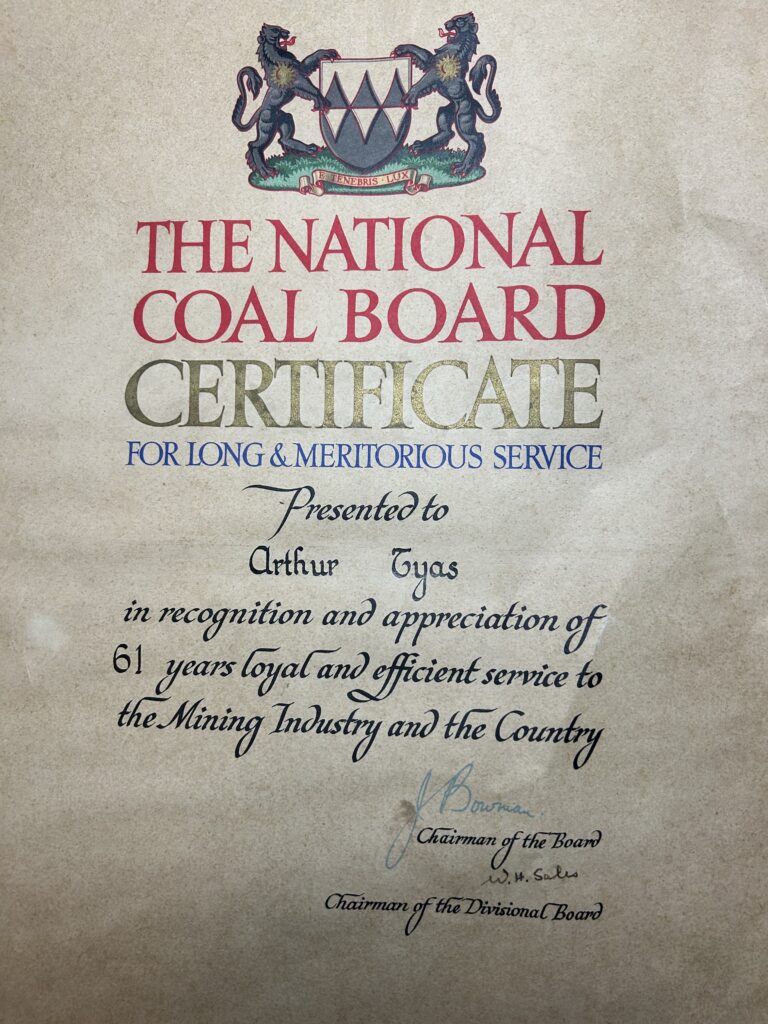 E TENEBRIS · LUX
THE NATIONAL
COAL BOARD
CERTIFICATE
FOR LONG & MERITORIOUS SERVICE
Presented to
Arthur Tyas
in recognition and appreciation of
61 years loyal and efficient service to
the Mining Industry and the Country
J Bowman.
Chairman of the Board
W. H. Sales
Chairman of the Divisional Board